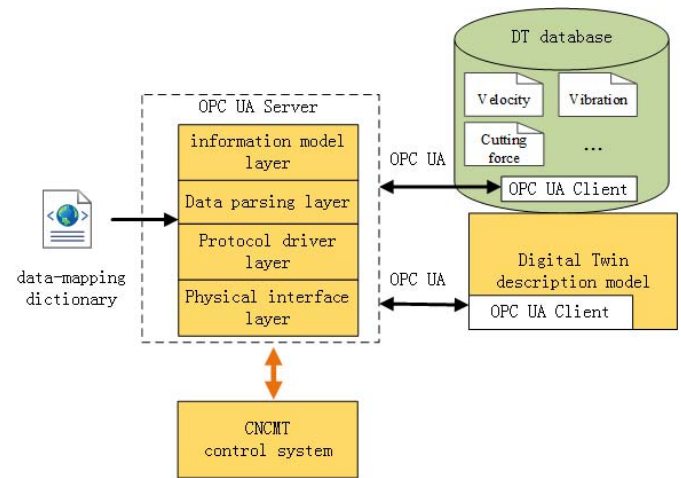 DT database
Velocity
Vibration
Cutting
force
...
OPC UA Client
OPC UA Server
information model
layer
Data parsing layer
Protocol driver
layer
Physical interface
layer
OPC UA
OPC UA
data-mapping
dictionary
Digital Twin
description model
OPC UA Client
CNCMT
control system